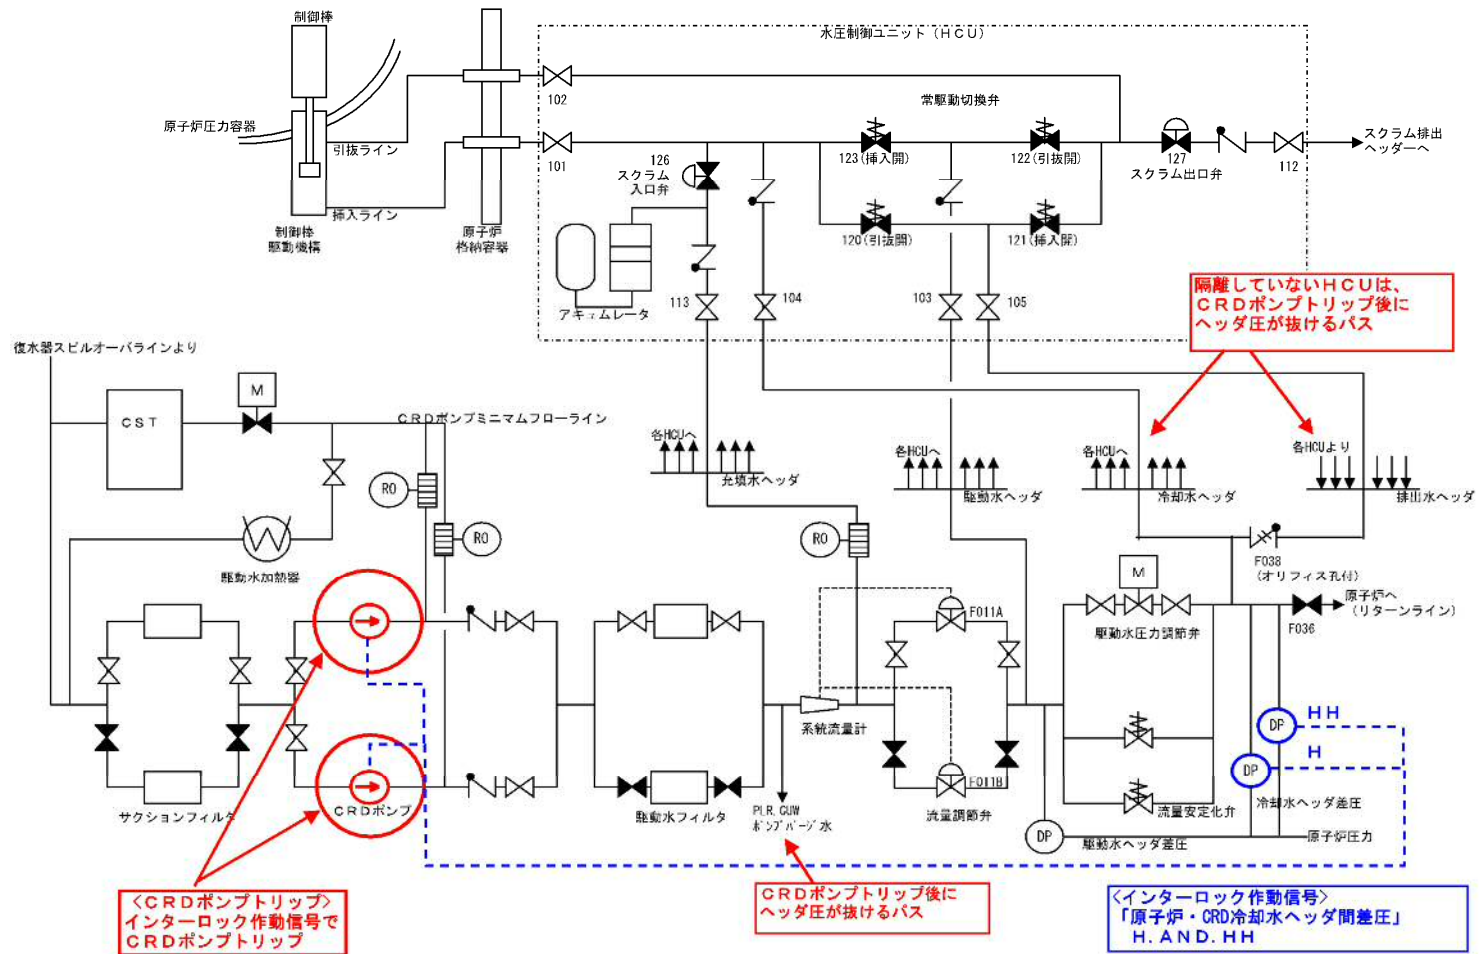 制御棒
水圧制御ユニット（ＨＣＵ）
原子炉圧力容器
引抜ライン
挿入ライン
制御棒
駆動機構
原子炉
格納容器
102
101
常駆動切換弁
126
スクラム
入口弁
123(挿入開)
122(引抜開)
127
スクラム出口弁
112
スクラム排出
ヘッダーへ
120(引抜開)
121(挿入開)
アキュムレータ
113
104
103
105
隔離していないＨＣＵは、
ＣＲＤポンプトリップ後に
ヘッダ圧が抜けるパス
復水器スピルオーバラインより
ＣＳＴ
M
ＣＲＤポンプミニマムフローライン
RO
RO
駆動水加熱器
各HCUへ
充填水ヘッダ
各HCUへ
駆動水ヘッダ
各HCUへ
冷却水ヘッダ
各HCUより
排出水ヘッダ
RO
F038
(オリフィス孔付)
M
駆動水圧力調節弁
原子炉へ
(リターンライン)
F036
F011A
F011B
流量調節弁
系統流量計
サクションフィルタ
ＣＲＤポンプ
駆動水フィルタ
PLR,CUW
ポンプパージ水
DP
駆動水ヘッダ差圧
流量安定化弁
DP
ＨＨ
DP
Ｈ
冷却水ヘッダ差圧
原子炉圧力
＜ＣＲＤポンプトリップ＞
インターロック作動信号で
ＣＲＤポンプトリップ
ＣＲＤポンプトリップ後に
ヘッダ圧が抜けるパス
＜インターロック作動信号＞
「原子炉・CRD冷却水ヘッダ間差圧」
Ｈ.ＡＮＤ.ＨＨ